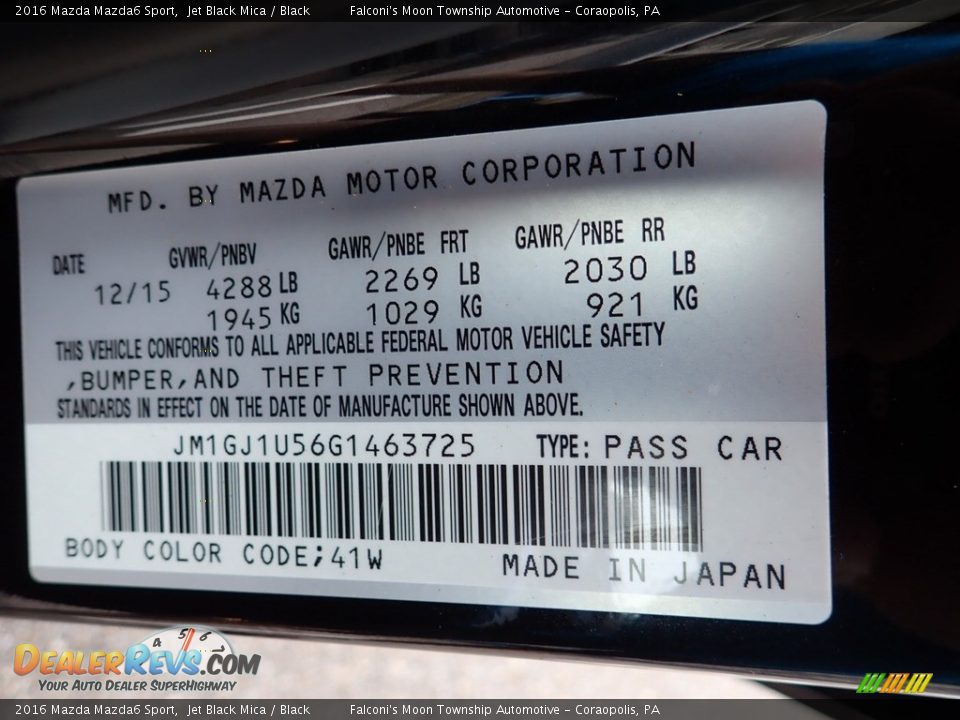 2016 Mazda Mazda6 Sport, Jet Black Mica / Black Falconi's Moon Township Automotive - Coraopolis, PA
MFD. BY MAZDA MOTOR CORPORATION
DATE GVWR/PNBV GAWR/PNBE FRT GAWR/PNBE RR
12/15 4288 LB 2269 LB 2030 LB
1945 KG 1029 KG 921 KG
THIS VEHICLE CONFORMS TO ALL APPLICABLE FEDERAL MOTOR VEHICLE SAFETY
,BUMPER,AND THEFT PREVENTION
STANDARDS IN EFFECT ON THE DATE OF MANUFACTURE SHOWN ABOVE.
JM1GJ1U56G1463725 TYPE: PASS CAR
BODY COLOR CODE;41W MADE IN JAPAN
4 5 6
DEALERREVS.COM
YOUR AUTO DEALER SUPERHIGHWAY
2016 Mazda Mazda6 Sport, Jet Black Mica / Black Falconi's Moon Township Automotive - Coraopolis, PA